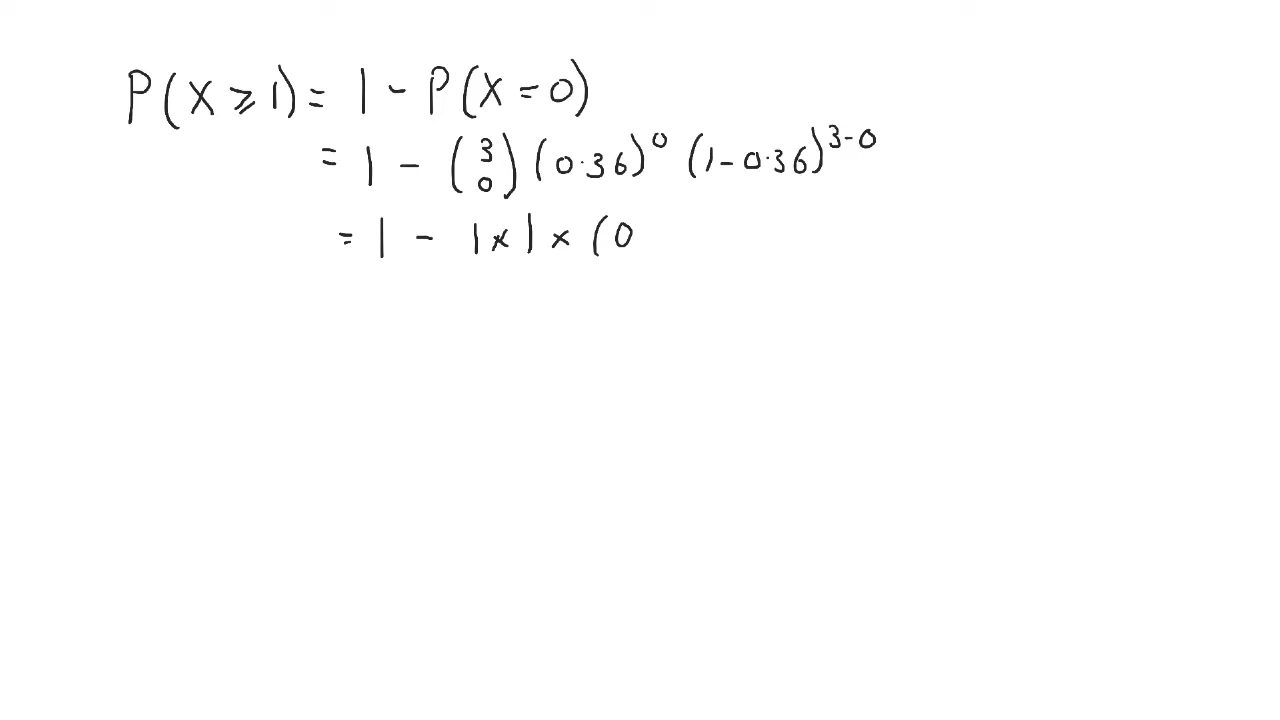 P(X ≥ 1) = 1 - P(X = 0)
= 1 - (3 0) (0·36)^0 (1 - 0·36)^3-0
= 1 - 1 × 1 × (0